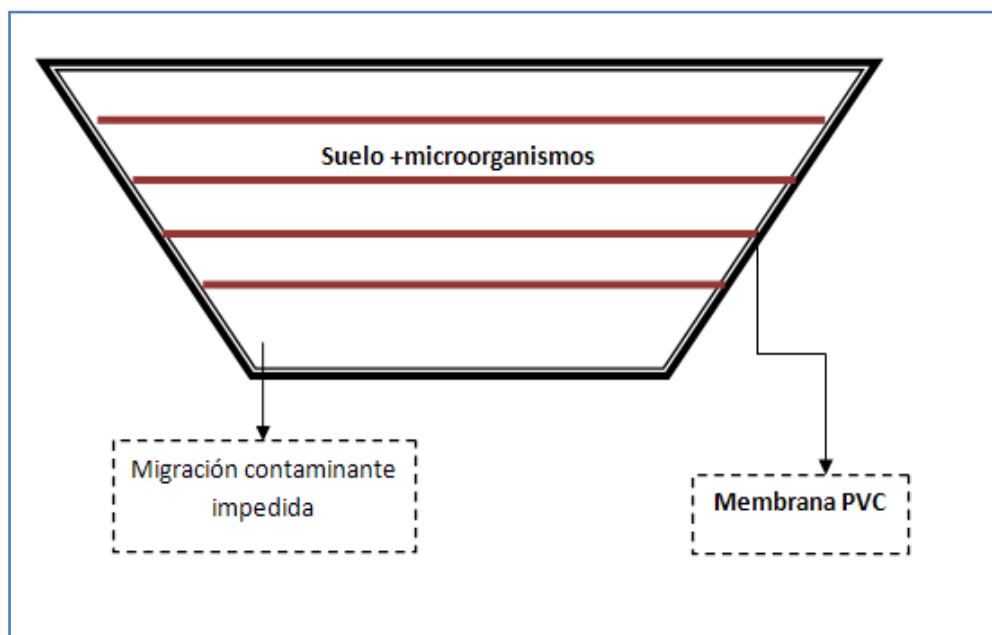 Suelo +microorganismos
Migración contaminante
impedida
Membrana PVC